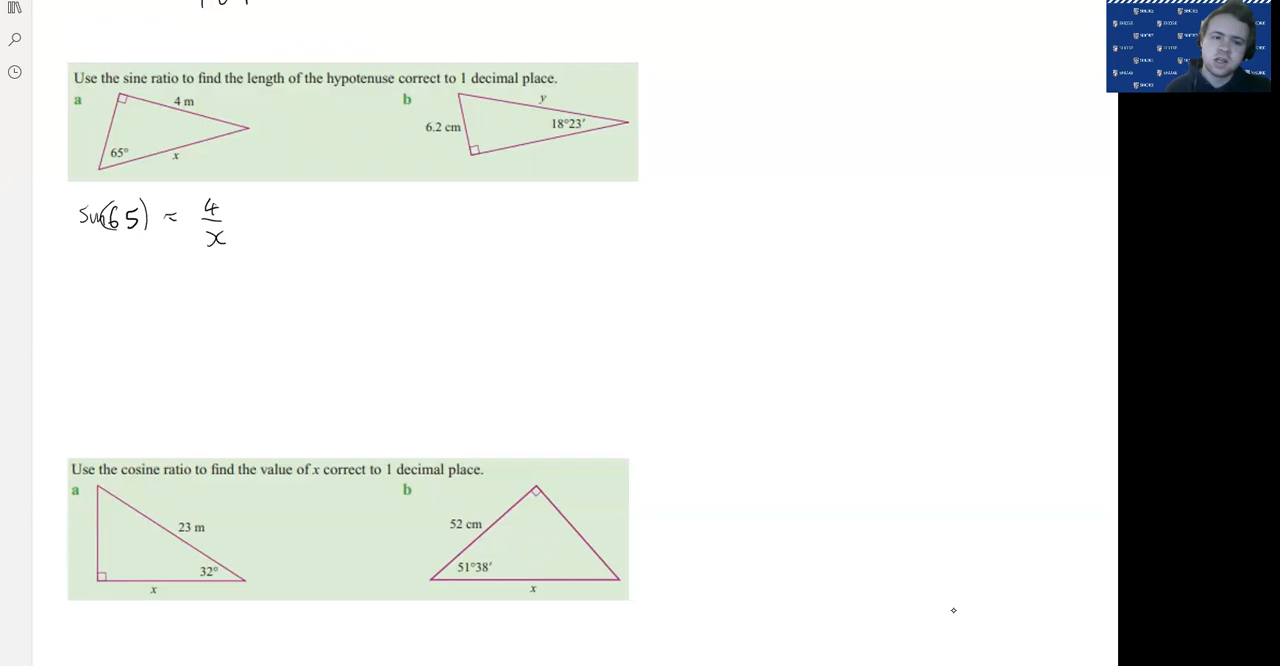 Use the sine ratio to find the length of the hypotenuse correct to 1 decimal place.
a
4 m
65°
x
b
y
6.2 cm
18°23′
sin(65) = 4/x
Use the cosine ratio to find the value of x correct to 1 decimal place.
a
23 m
32°
x
b
52 cm
51°38′
x